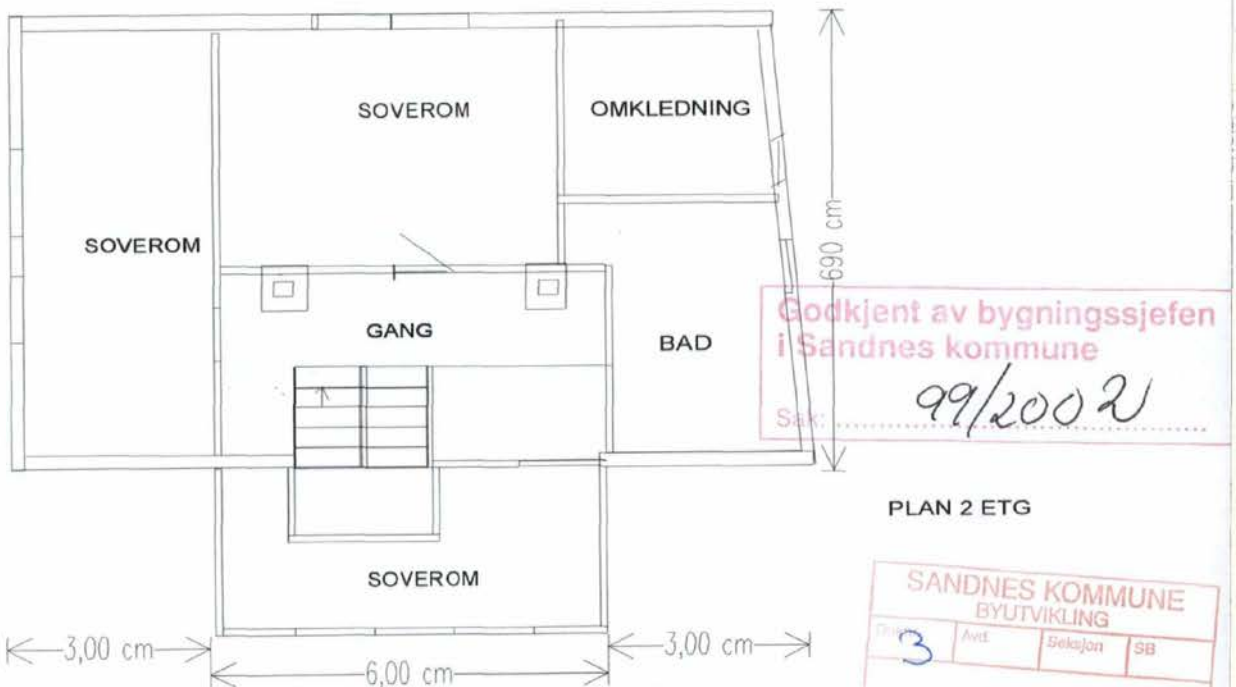 SOVEROM
OMKLEDNING
SOVEROM
690 cm
GANG
BAD
Godkjent av bygningssjefen
i Sandnes kommune
Sak: 99/2002
PLAN 2 ETG
SOVEROM
SANDNES KOMMUNE
BYUTVIKLING
Avd. Seksjon SB
3
3,00 cm
6,00 cm
3,00 cm